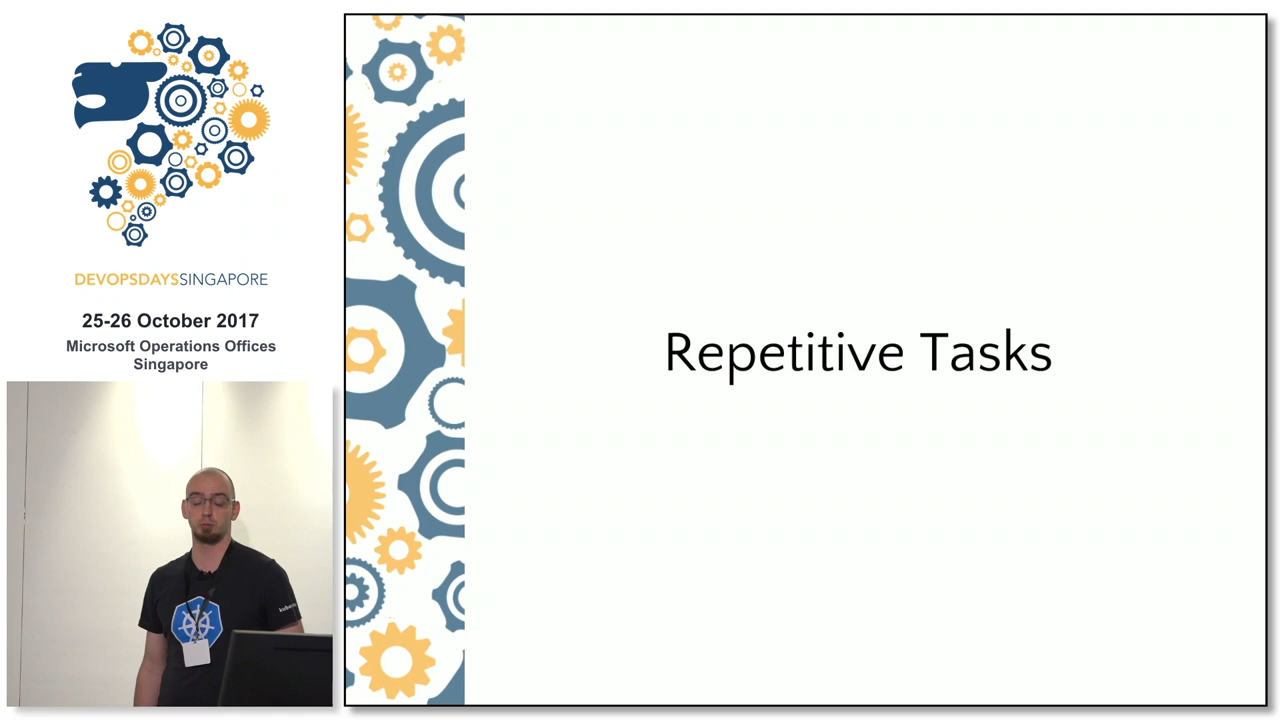 DEVOPSDAYSSINGAPORE
25-26 October 2017
Microsoft Operations Offices
Singapore
Repetitive Tasks